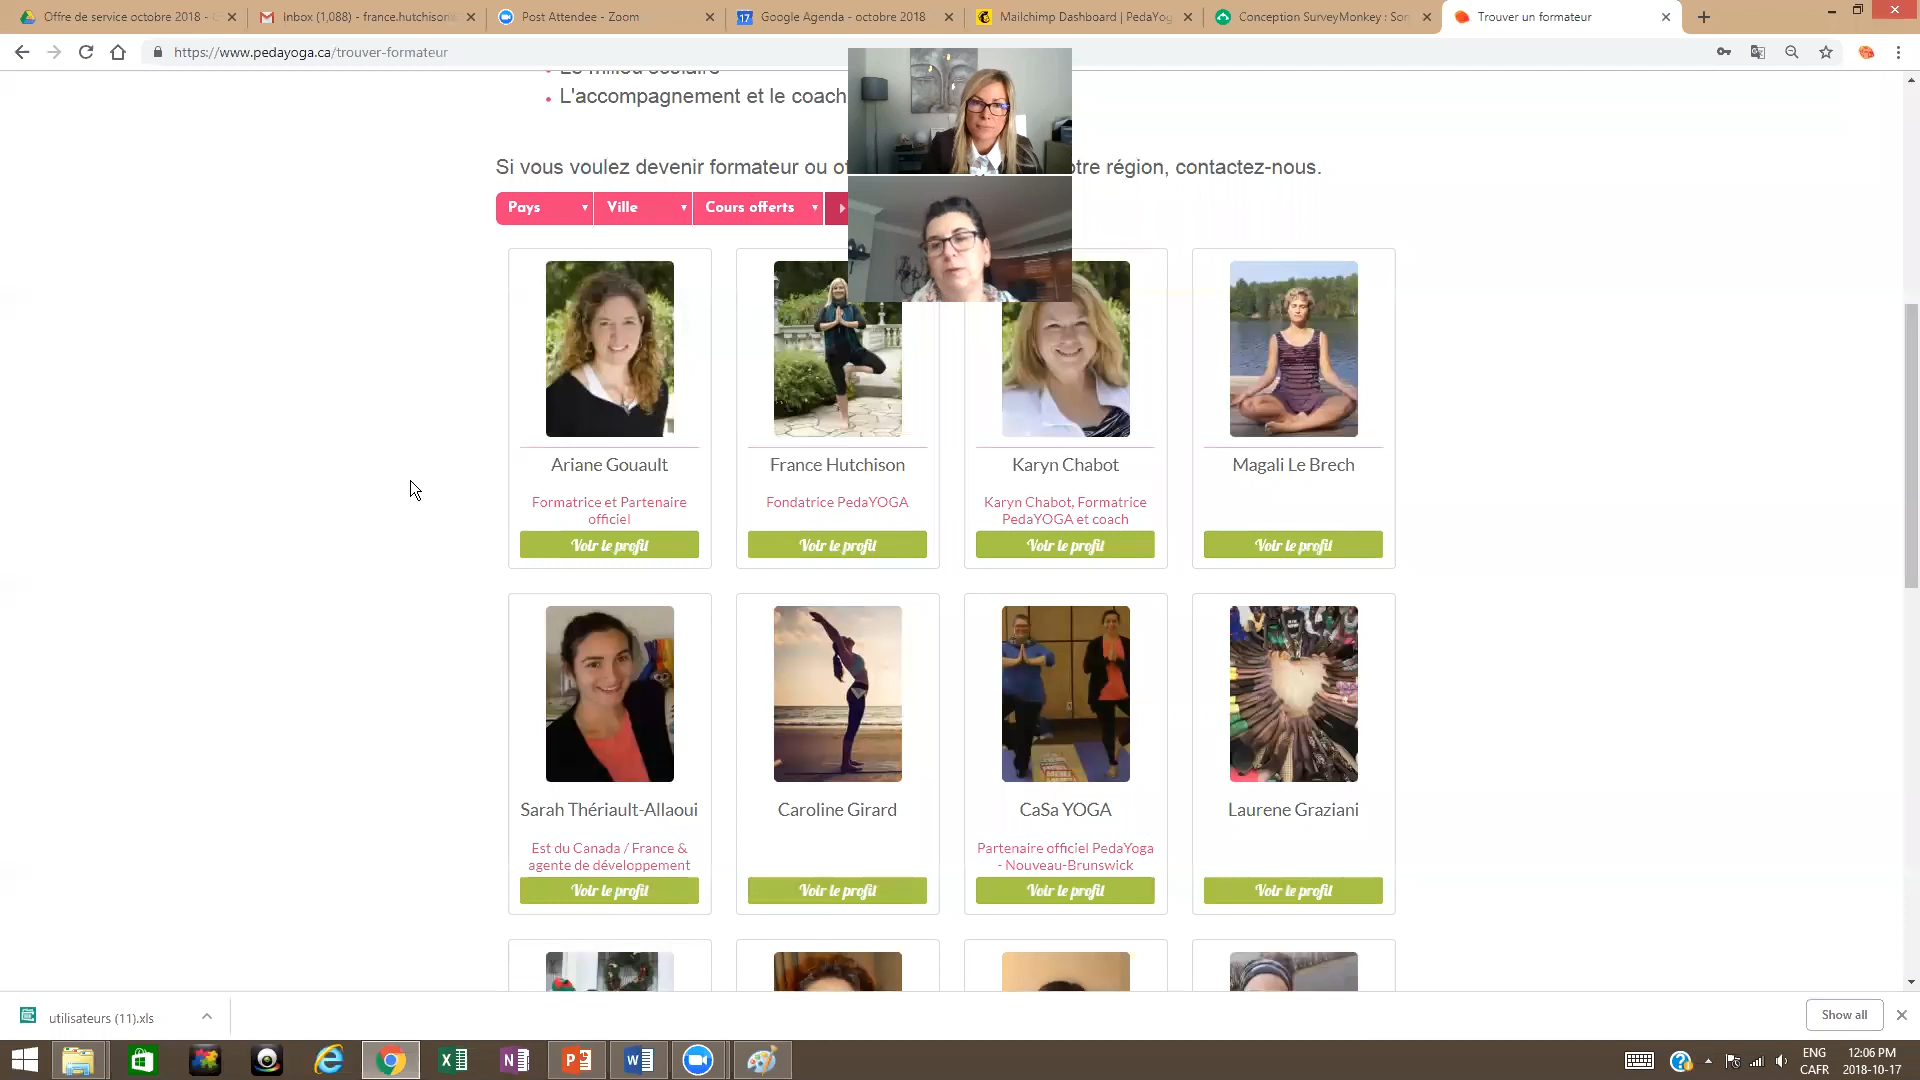 Offre de service octobre 2018 -
Inbox (1,088) - france.hutchison
Post Attendee - Zoom
Google Agenda - octobre 2018
Mailchimp Dashboard | PedaYog
Conception SurveyMonkey : Son
Trouver un formateur
https://www.pedayoga.ca/trouver-formateur
Le milieu scolaire
L'accompagnement et le coach
Si vous voulez devenir formateur ou of
otre région, contactez-nous.
Pays
Ville
Cours offerts
Ariane Gouault
France Hutchison
Karyn Chabot
Magali Le Brech
Formatrice et Partenaire
officiel
Fondatrice PedaYOGA
Karyn Chabot, Formatrice
PedaYOGA et coach
Voir le profil
Voir le profil
Voir le profil
Voir le profil
Sarah Thériault-Allaoui
Caroline Girard
CaSa YOGA
Laurene Graziani
Est du Canada / France &
agente de développement
Partenaire officiel PedaYoga
- Nouveau-Brunswick
Voir le profil
Voir le profil
Voir le profil
Voir le profil
utilisateurs (11).xls
Show all
ENG
CAFR
12:06 PM
2018-10-17